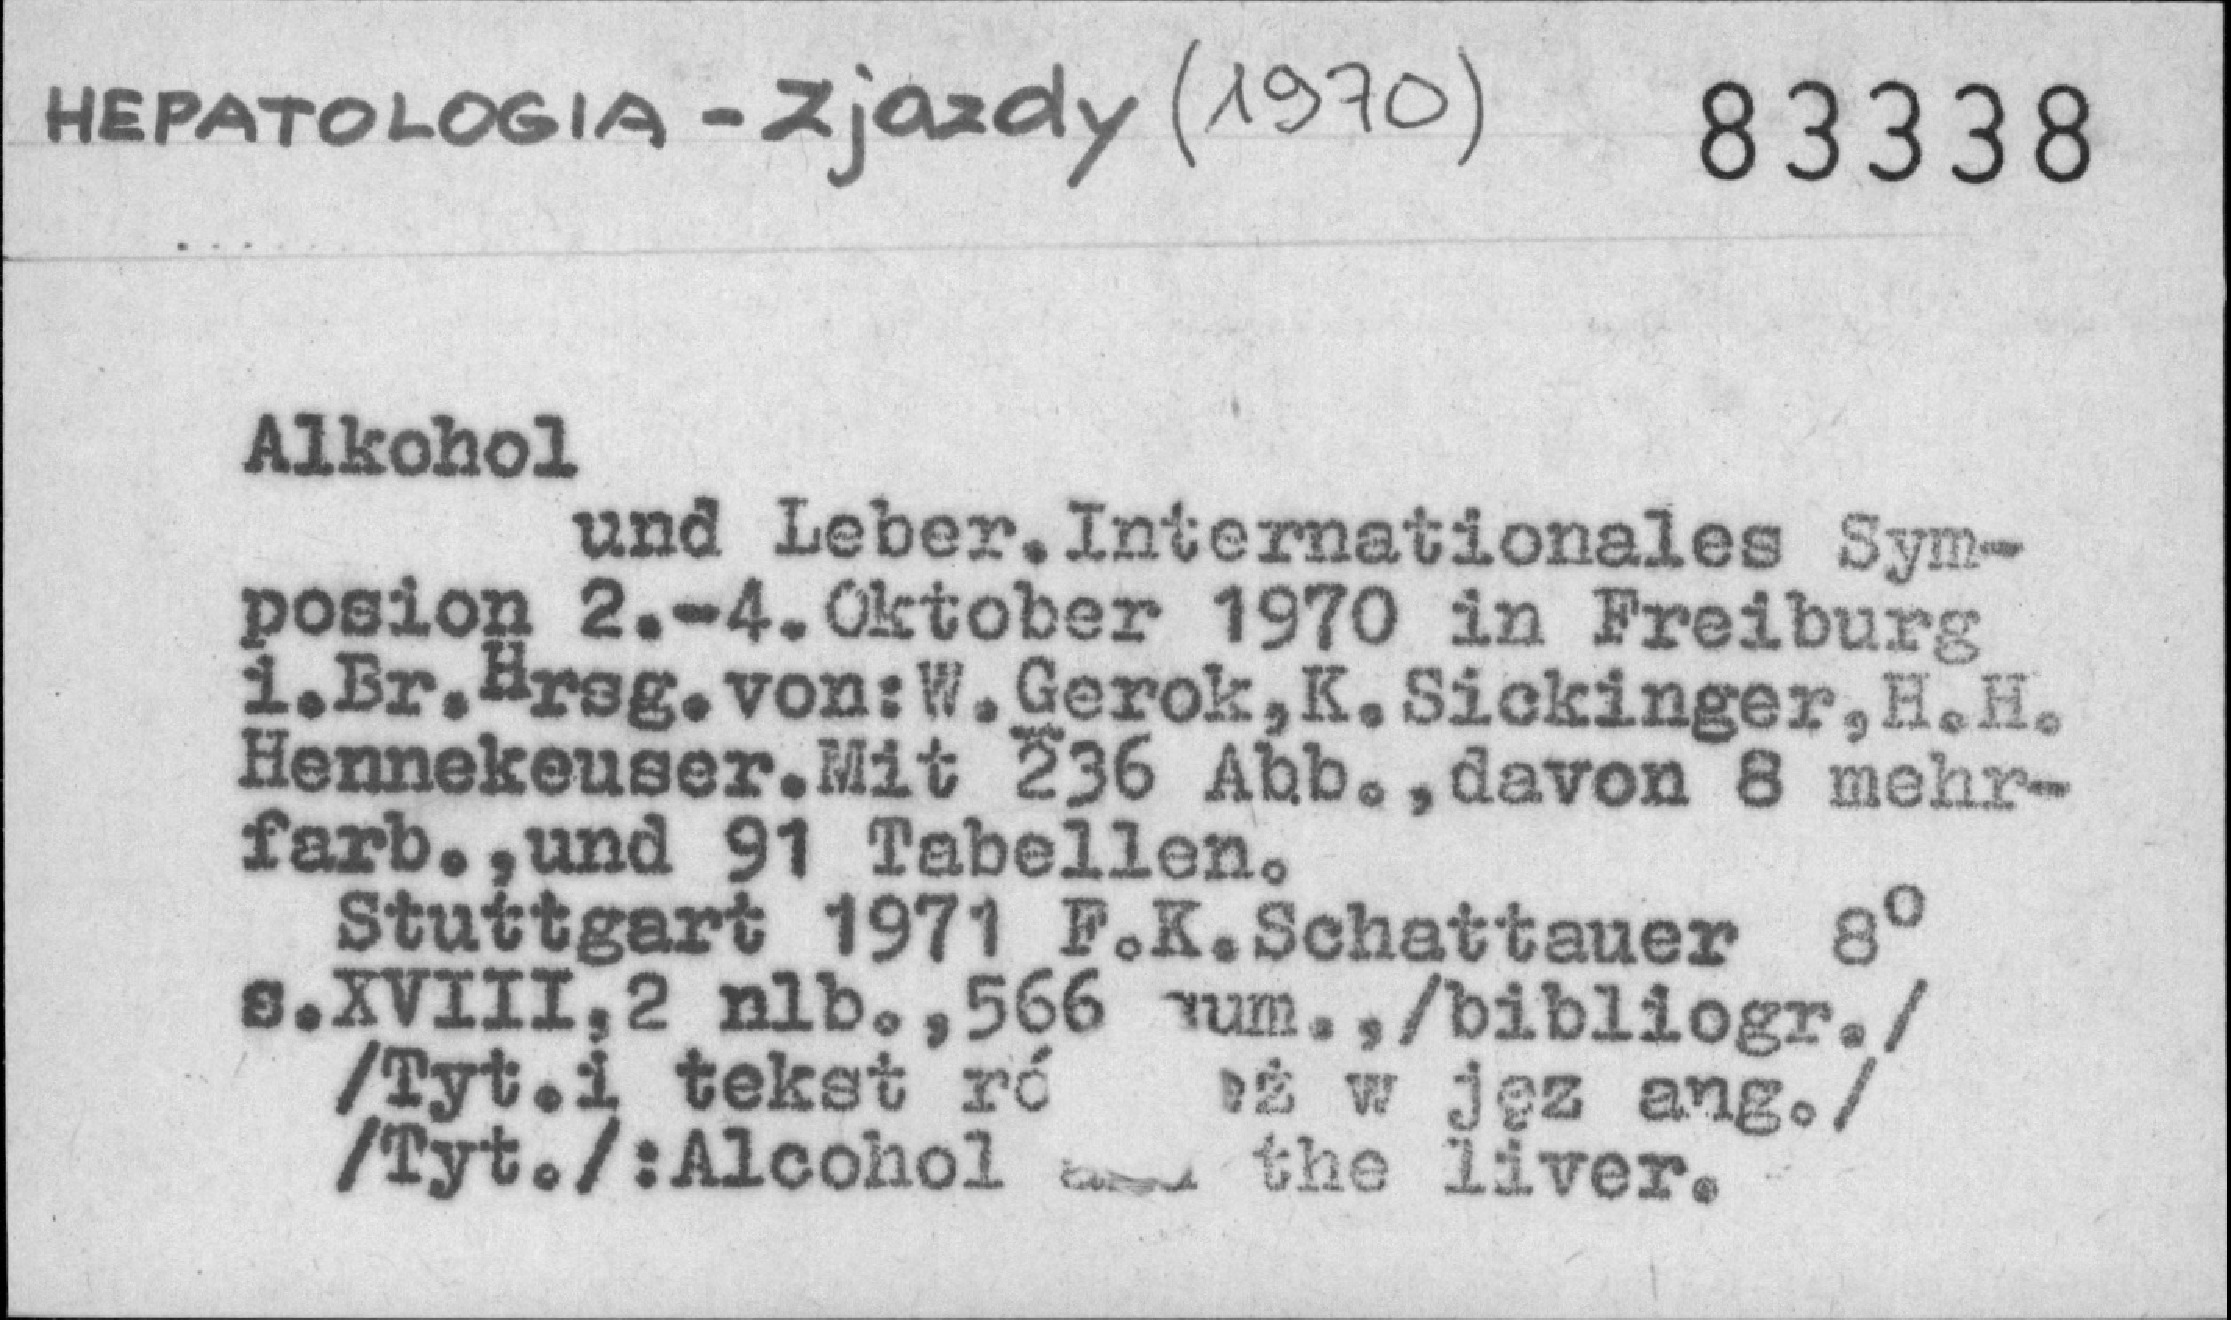 HEPATOLOGIA - Zjazdy (1970) 83338
Alkohol
und Leber.Internationales Sym-
posion 2.-4.Oktober 1970 in Freiburg
i.Br.Hrsg.von:W.Gerok,K.Sickinger,H.H.
Hennekeuser.Mit 236 Abb.,davon 8 mehr-
farb.,und 91 Tabellen.
Stuttgart 1971 F.K.Schattauer 8°
s.XVIII,2 nlb.,566 num.,/bibliogr./
/Tyt.i tekst w jęz ang./
/Tyt./:Alcohol and the liver.